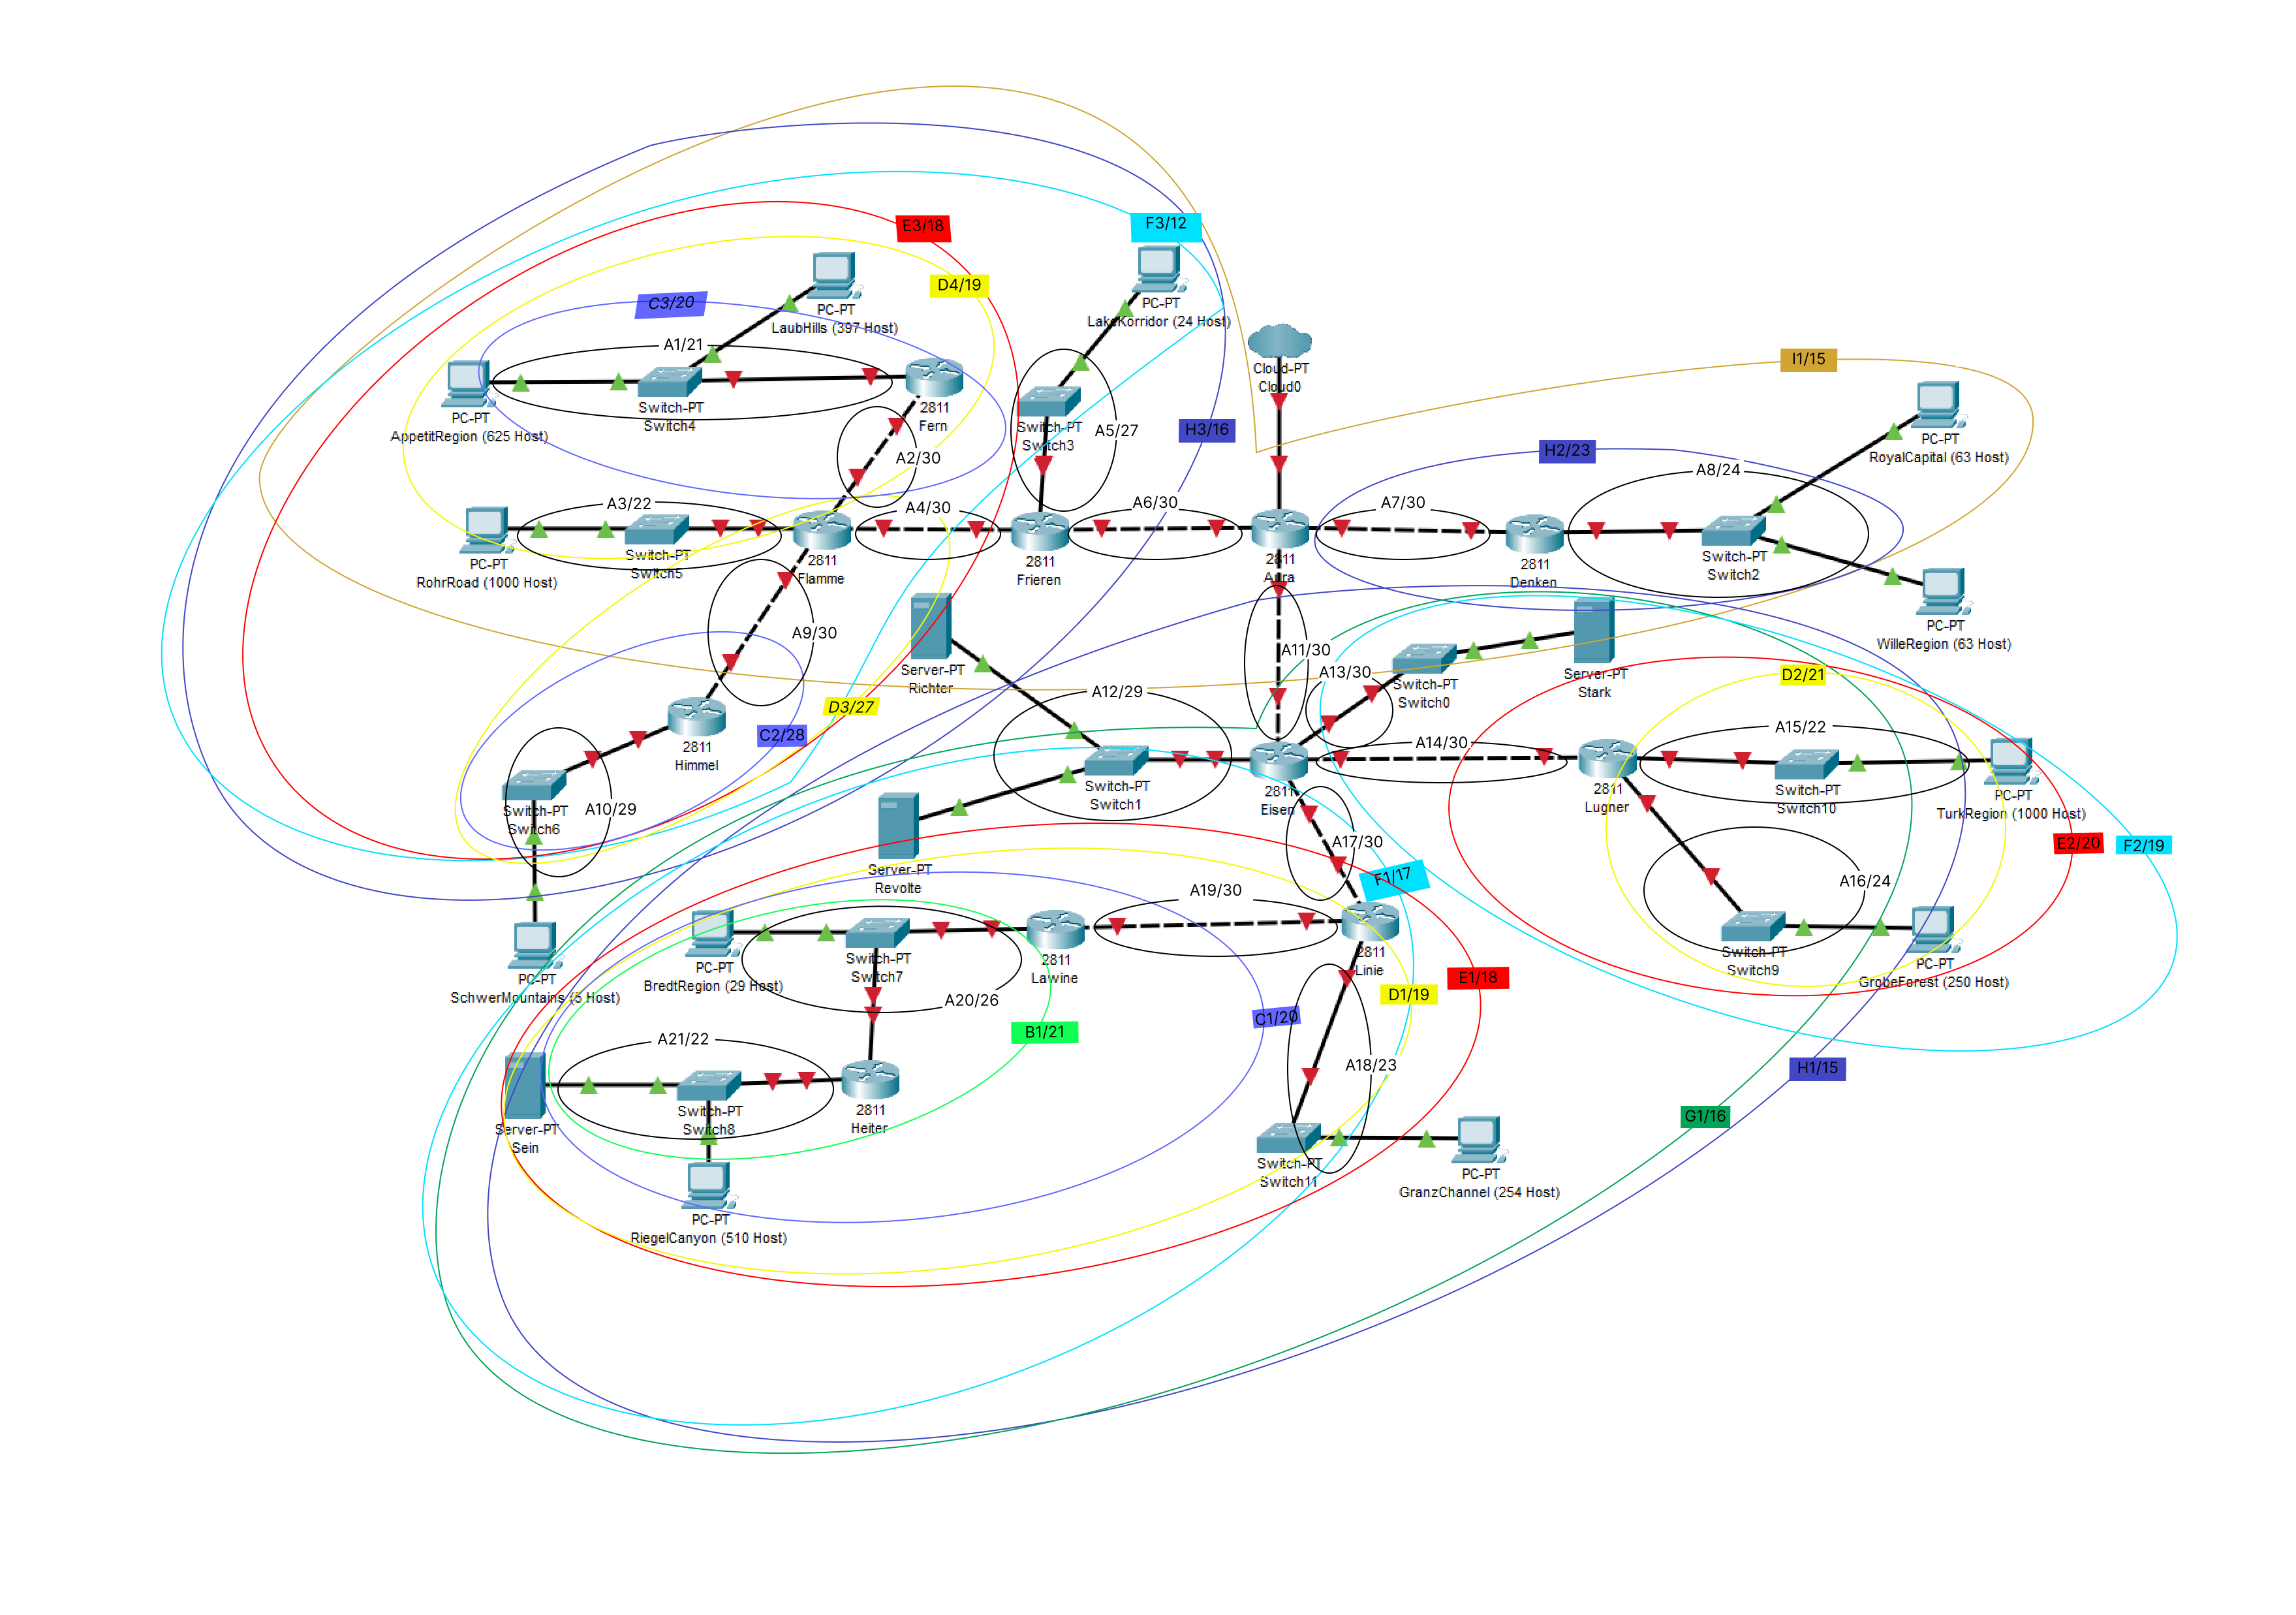 E3/18
F3/12
D4/19
C3/20
PC-PT
LaubHills (397 Host)
PC-PT
LakeKorridor (24 Host)
A1/21
Cloud-PT
Cloud0
I1/15
PC-PT
AppetitRegion (625 Host)
Switch-PT
Switch4
2811
Fern
Switch-PT
Switch3
A5/27
H3/16
H2/23
PC-PT
RoyalCapital (63 Host)
A2/30
A8/24
A3/22
A4/30
A6/30
A7/30
PC-PT
RohrRoad (1000 Host)
Switch-PT
Switch5
2811
Flamme
2811
Frieren
2811
Aura
2811
Denken
Switch-PT
Switch2
PC-PT
WilleRegion (63 Host)
A9/30
A11/30
A13/30
Server-PT
Richter
Switch-PT
Switch0
Server-PT
Stark
D2/21
A12/29
D3/27
C2/28
2811
Himmel
A14/30
A15/22
Switch-PT
Switch6
A10/29
Switch-PT
Switch1
2811
Eisen
2811
Lugner
Switch-PT
Switch10
PC-PT
TurkRegion (1000 Host)
A17/30
E2/20
F2/19
Server-PT
Revolte
F1/17
A19/30
A16/24
PC-PT
SchwerMountains (5 Host)
PC-PT
BredtRegion (29 Host)
Switch-PT
Switch7
2811
Lawine
2811
Linie
Switch-PT
Switch9
PC-PT
GrobeForest (250 Host)
A20/26
D1/19
E1/18
C1/20
B1/21
A21/22
A18/23
H1/15
Server-PT
Sein
Switch-PT
Switch8
2811
Heiter
G1/16
Switch-PT
Switch11
PC-PT
GranzChannel (254 Host)
PC-PT
RiegelCanyon (510 Host)